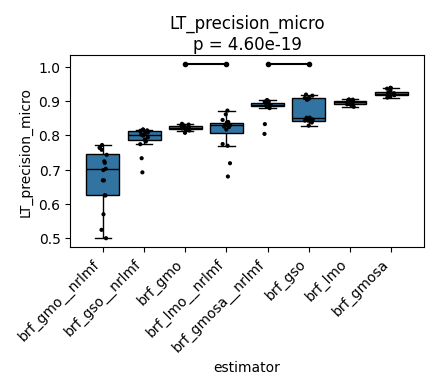 LT_precision_micro
p = 4.60e-19
LT_precision_micro
1.0
0.9
0.8
0.7
0.6
0.5
brf_gmo__nrlmf
brf_gso__nrlmf
brf_gmo
brf_lmo__nrlmf
brf_gmosa__nrlmf
brf_gso
brf_lmo
brf_gmosa
estimator